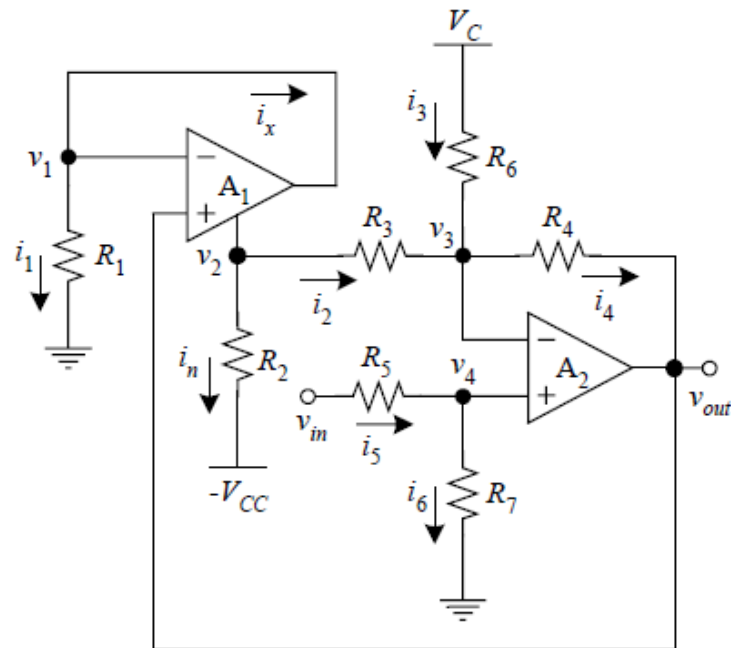 V_C
i_3
i_x
R_6
v_1
−
A_1
+
R_3
v_3
R_4
i_1
R_1
v_2
i_2
i_4
−
i_n
R_2
R_5
v_4
A_2
+
v_in
i_5
v_out
i_6
R_7
-V_CC